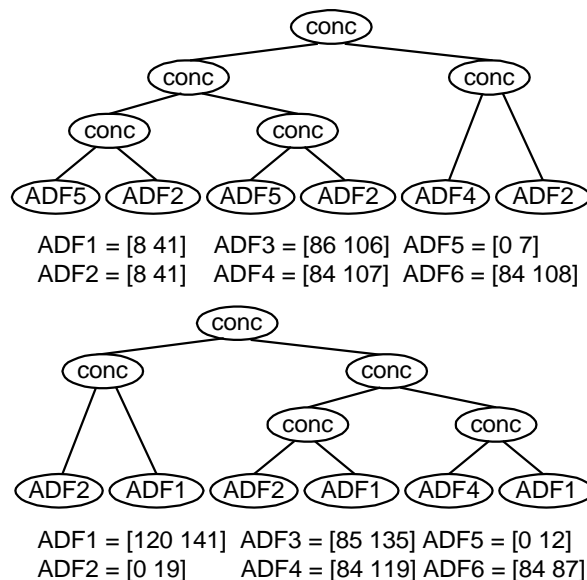 conc
conc conc
conc conc
ADF5 ADF2 ADF5 ADF2 ADF4 ADF2
ADF1 = [8 41] ADF3 = [86 106] ADF5 = [0 7]
ADF2 = [8 41] ADF4 = [84 107] ADF6 = [84 108]
conc
conc conc
conc conc
ADF2 ADF1 ADF2 ADF1 ADF4 ADF1
ADF1 = [120 141] ADF3 = [85 135] ADF5 = [0 12]
ADF2 = [0 19] ADF4 = [84 119] ADF6 = [84 87]